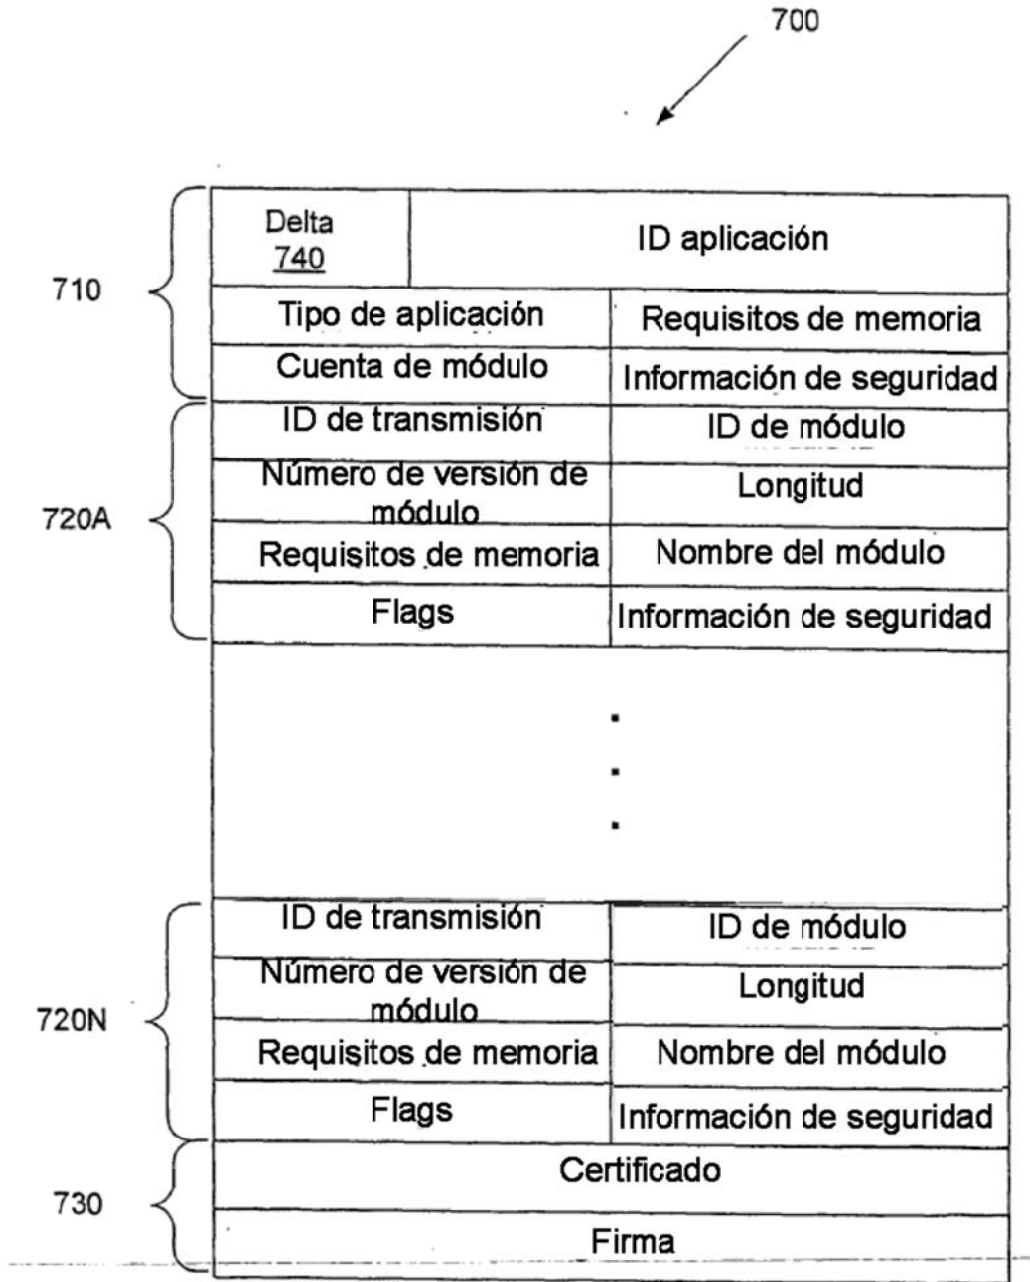 700
710
Delta
740
ID aplicación
Tipo de aplicación
Requisitos de memoria
Cuenta de módulo
Información de seguridad
720A
ID de transmisión
ID de módulo
Número de versión de
módulo
Longitud
Requisitos de memoria
Nombre del módulo
Flags
Información de seguridad
720N
ID de transmisión
ID de módulo
Número de versión de
módulo
Longitud
Requisitos de memoria
Nombre del módulo
Flags
Información de seguridad
730
Certificado
Firma